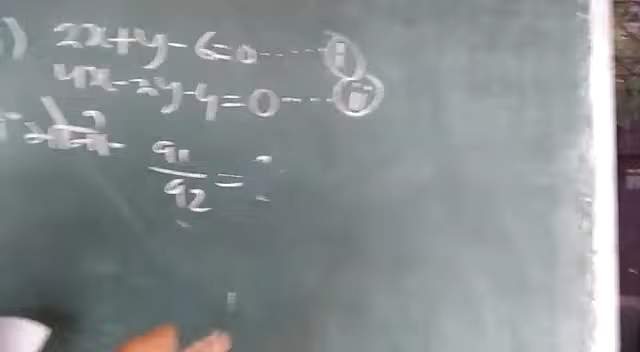 ) 2x+y-6=0 ---- (i)
4x-2y-4=0 --- (ii)
a₁/a₂ =